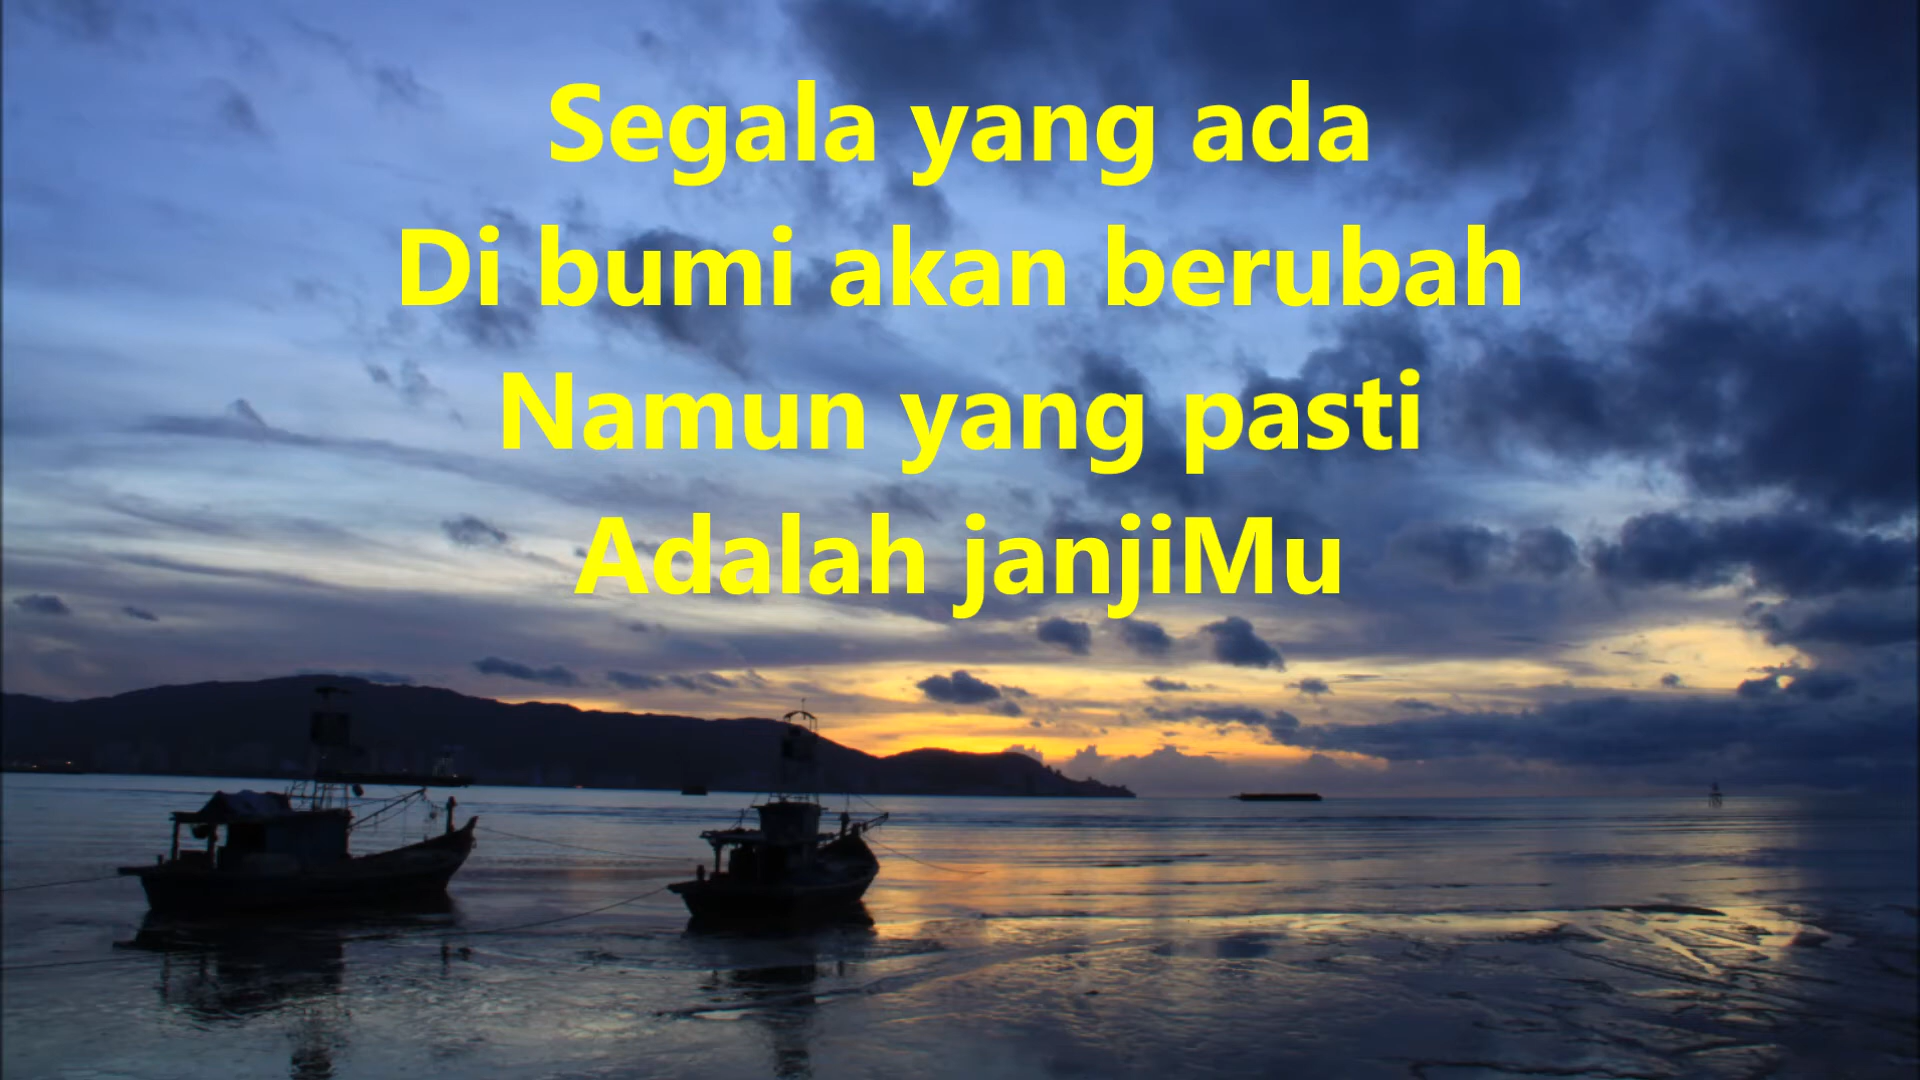 Segala yang ada
Di bumi akan berubah
Namun yang pasti
Adalah janjiMu